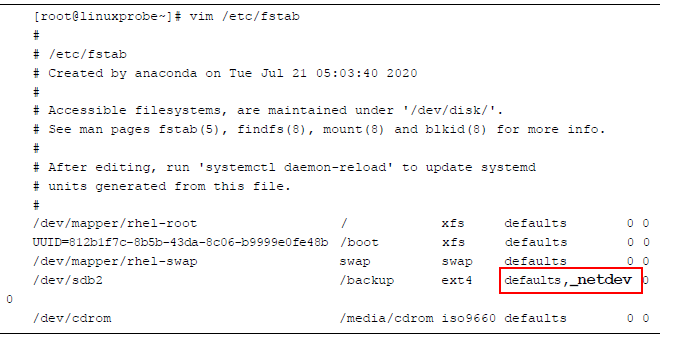 [root@linuxprobe~]# vim /etc/fstab
#
# /etc/fstab
# Created by anaconda on Tue Jul 21 05:03:40 2020
#
# Accessible filesystems, are maintained under '/dev/disk/'.
# See man pages fstab(5), findfs(8), mount(8) and blkid(8) for more info.
#
# After editing, run 'systemctl daemon-reload' to update systemd
# units generated from this file.
#
/dev/mapper/rhel-root / xfs defaults 0 0
UUID=812b1f7c-8b5b-43da-8c06-b9999e0fe48b /boot xfs defaults 0 0
/dev/mapper/rhel-swap swap swap defaults 0 0
/dev/sdb2 /backup ext4 defaults,_netdev 0
0
/dev/cdrom /media/cdrom iso9660 defaults 0 0